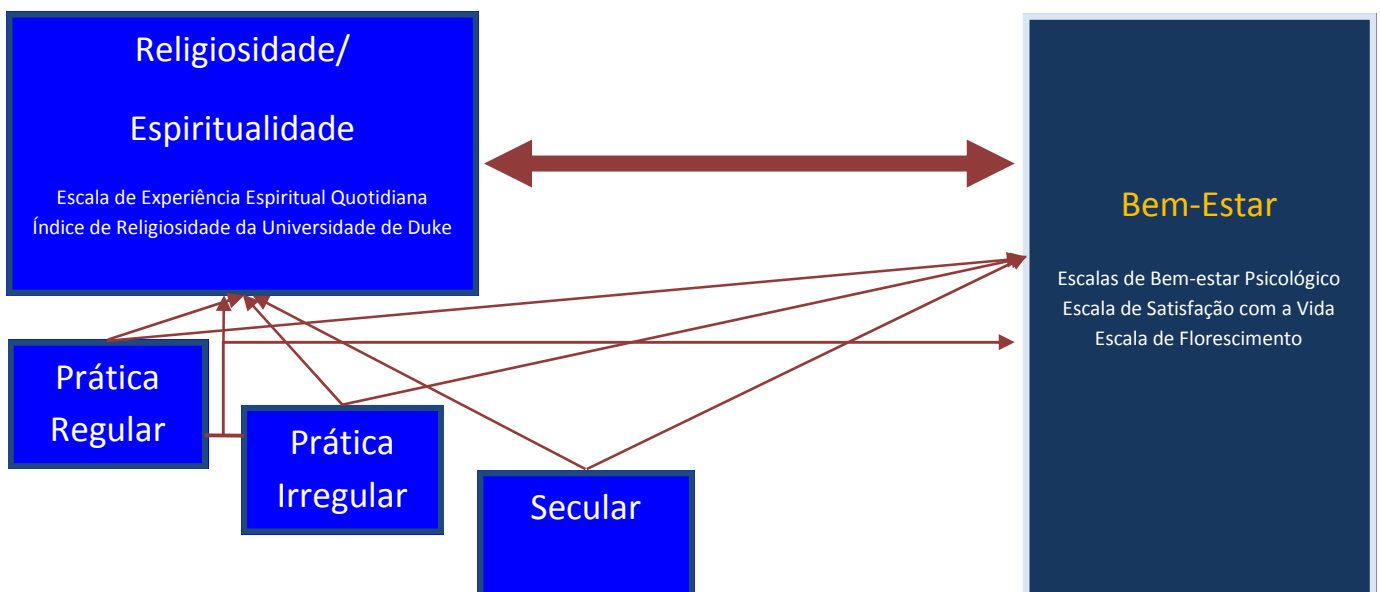 Religiosidade/
Espiritualidade
Escala de Experiência Espiritual Quotidiana
Índice de Religiosidade da Universidade de Duke
Bem-Estar
Escalas de Bem-estar Psicológico
Escala de Satisfação com a Vida
Escala de Florescimento
Prática
Regular
Prática
Irregular
Secular